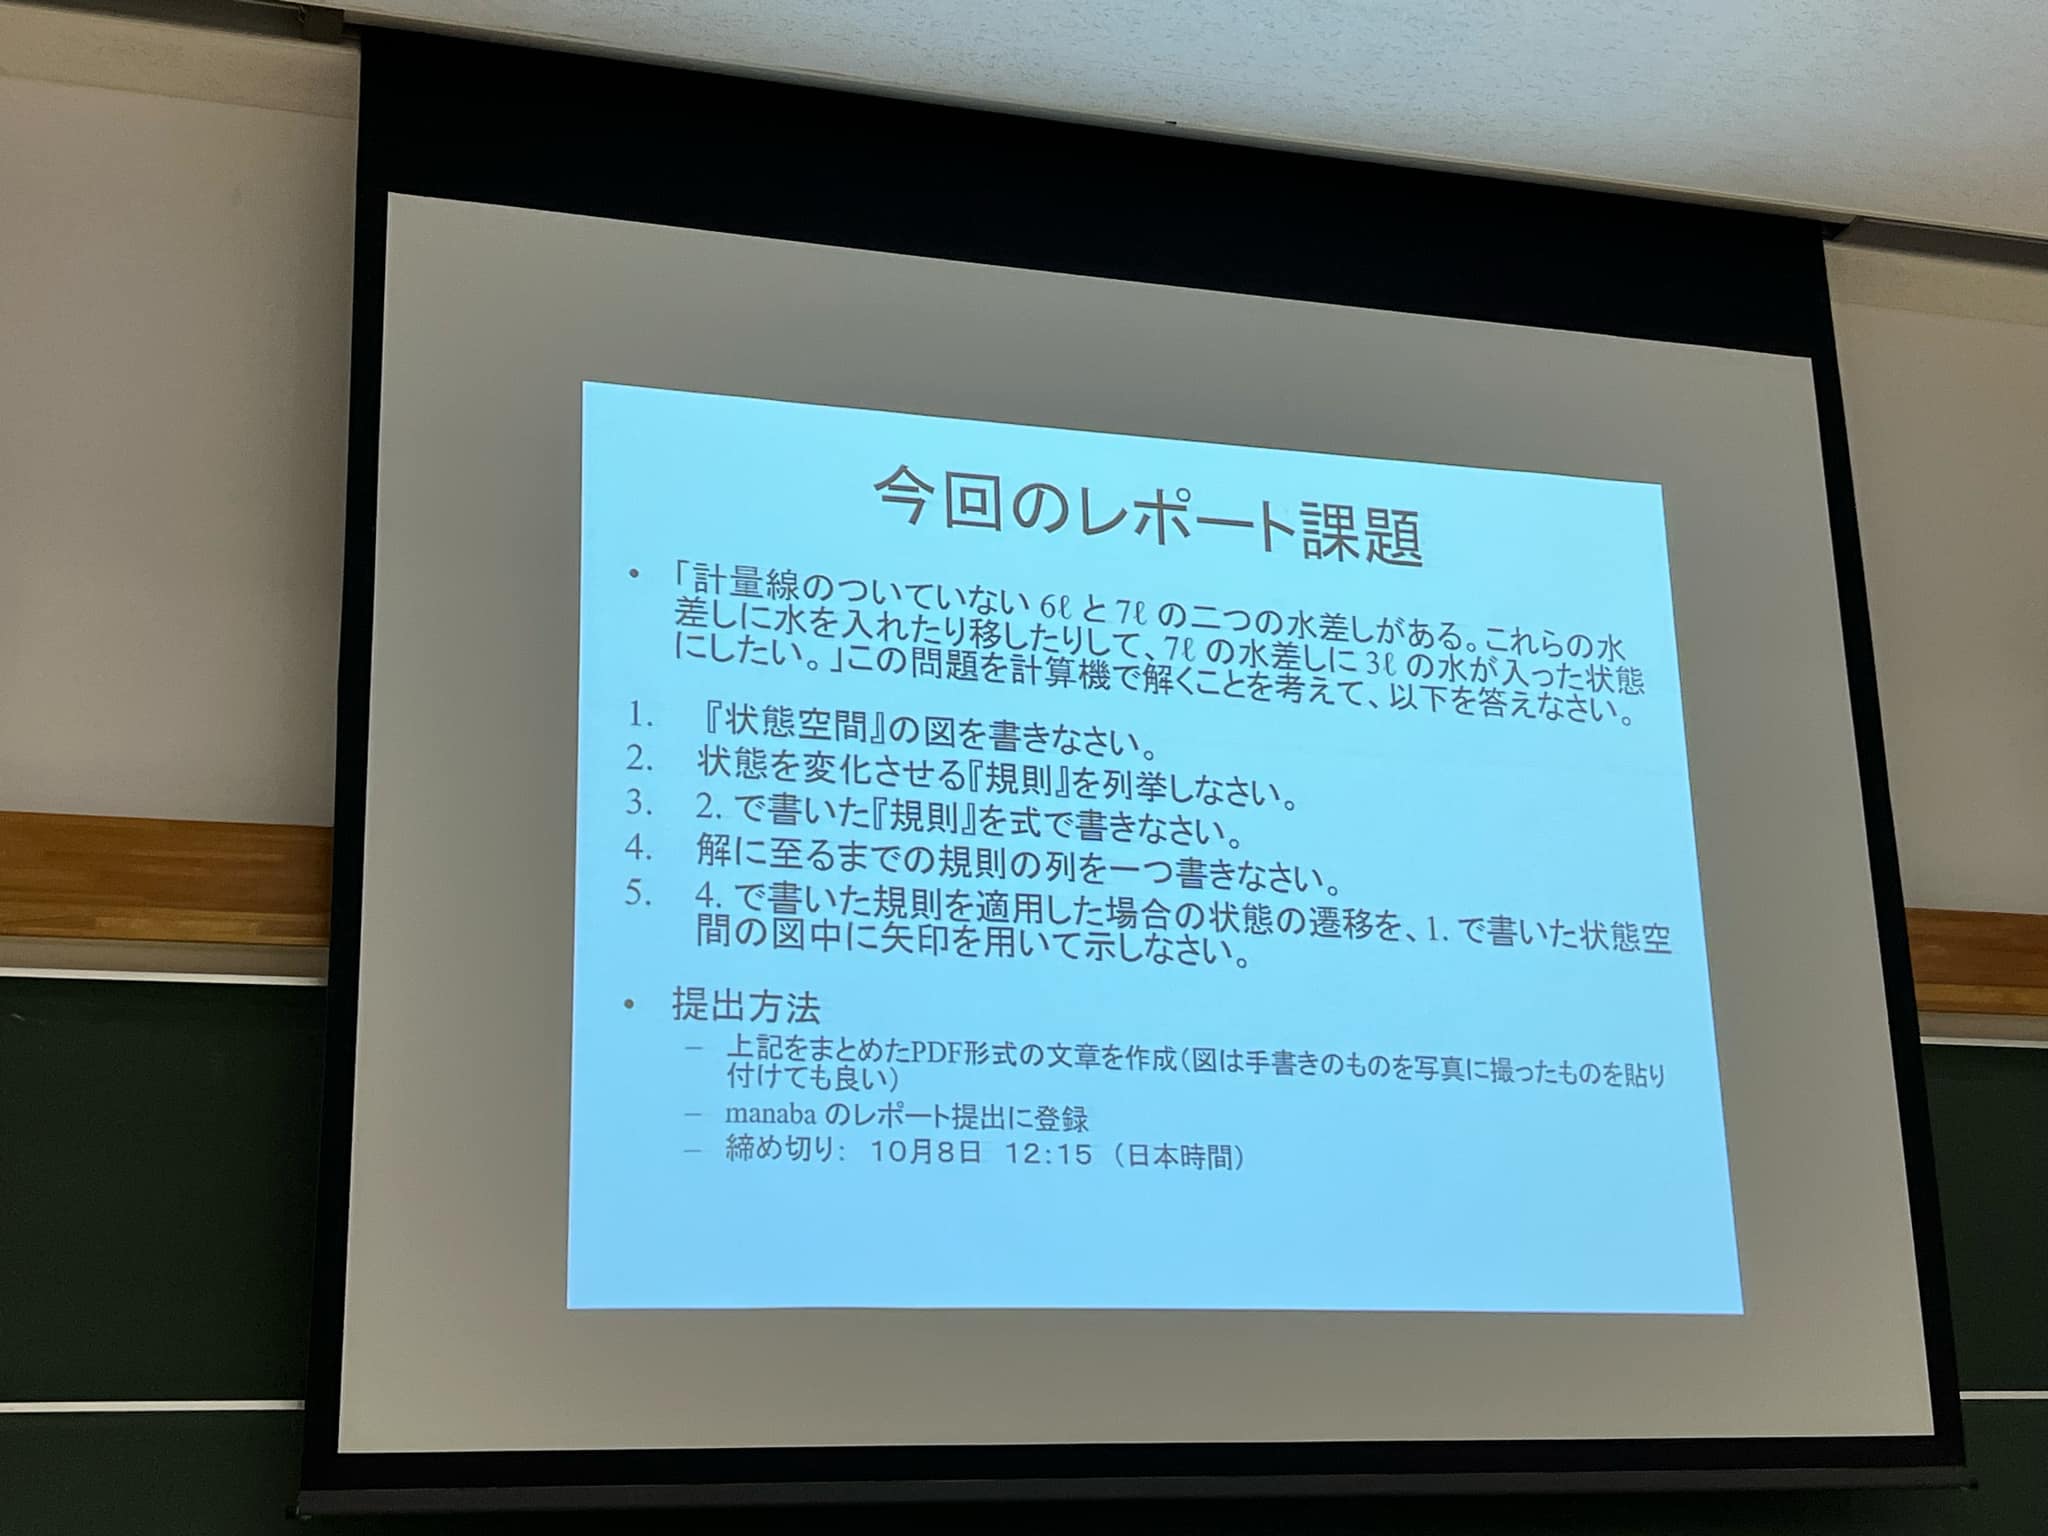 今回のレポート課題
• 「計量線のついていない 6ℓ と 7ℓ の二つの水差しがある。これらの水
差しに水を入れたり移したりして、7ℓ の水差しに 3ℓ の水が入った状態
にしたい。」この問題を計算機で解くことを考えて、以下を答えなさい。
1. 『状態空間』の図を書きなさい。
2. 状態を変化させる『規則』を列挙しなさい。
3. 2. で書いた『規則』を式で書きなさい。
4. 解に至るまでの規則の列を一つ書きなさい。
5. 4. で書いた規則を適用した場合の状態の遷移を、1. で書いた状態空
間の図中に矢印を用いて示しなさい。
• 提出方法
– 上記をまとめたPDF形式の文章を作成(図は手書きのものを写真に撮ったものを貼り
付けても良い)
– manaba のレポート提出に登録
– 締め切り： 10月8日 12:15 (日本時間)